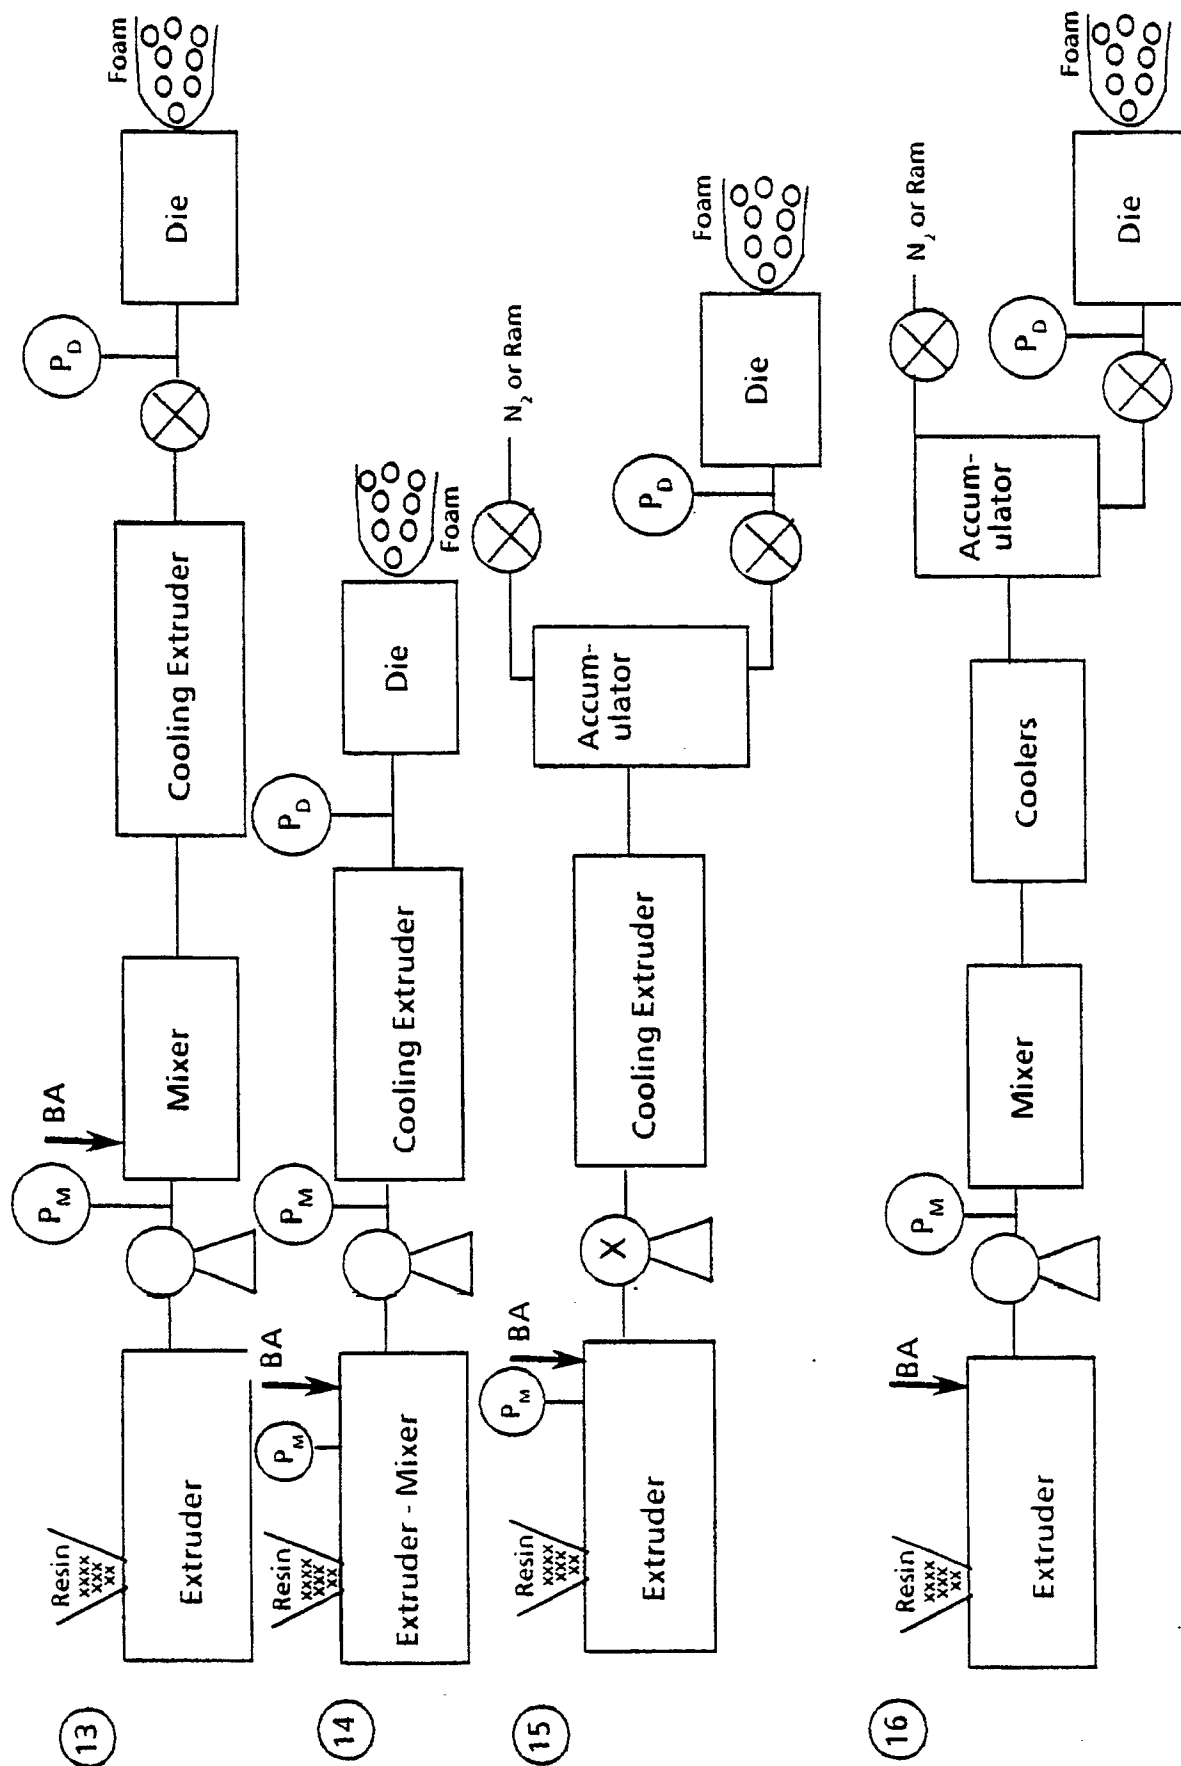 13
Resin
xxxx
xxx
xx
Extruder
P_M
BA
Mixer
Cooling Extruder
P_D
Die
Foam
14
Resin
xxxx
xxx
xx
Extruder - Mixer
P_M
BA
P_M
Cooling Extruder
P_D
Die
Foam
15
Resin
xxxx
xxx
xx
Extruder
P_M
BA
X
Cooling Extruder
Accum-
ulator
N₂ or Ram
P_D
Die
Foam
16
Resin
xxxx
xxx
xx
Extruder
BA
P_M
Mixer
Coolers
Accum-
ulator
N₂ or Ram
P_D
Die
Foam